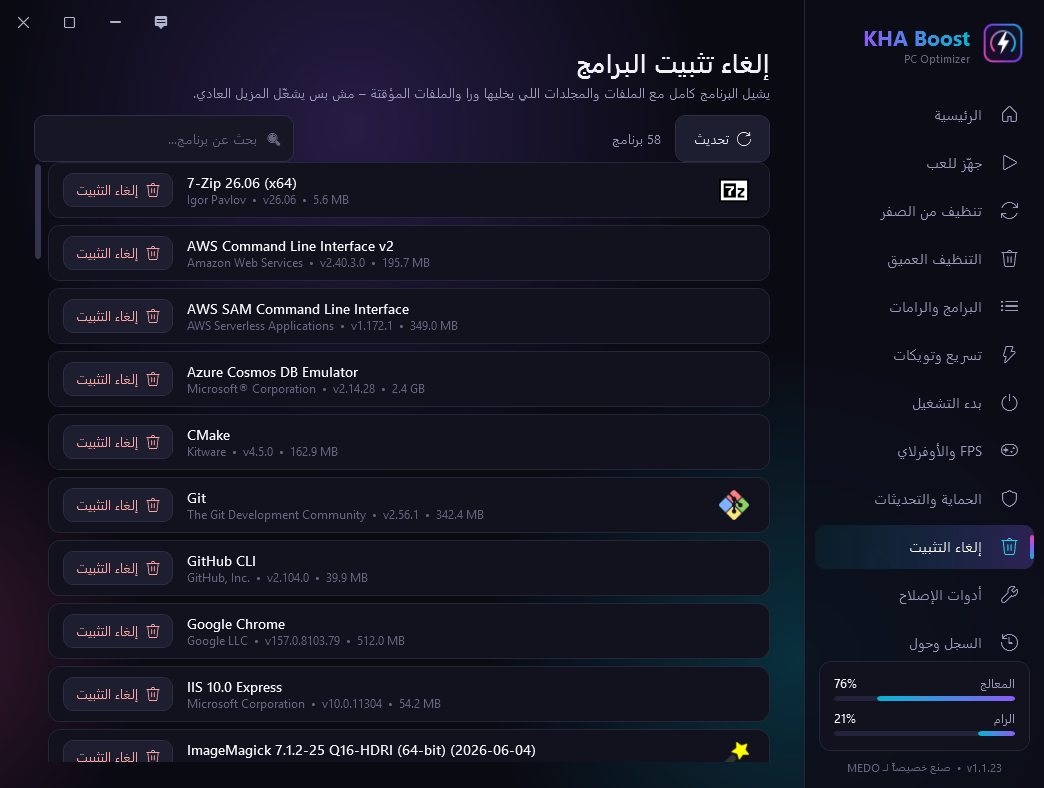 KHA Boost
PC Optimizer
الرئيسية
جهّز للعب
تنظيف من الصفر
التنظيف العميق
البرامج والرامات
تسريع وتويكات
بدء التشغيل
FPS والأوفرلاي
الحماية والتحديثات
إلغاء التثبيت
أدوات الإصلاح
السجل وحول
المعالج 76%
الرام 21%
v1.1.23 • صنع خصيصاً لـ MEDO
إلغاء تثبيت البرامج
يشيل البرنامج كامل مع الملفات والمجلدات اللي يخليها ورا والملفات المؤقتة – مش بس يشغّل المزيل العادي.
تحديث
58 برنامج
بحث عن برنامج...
7-Zip 26.06 (x64)
Igor Pavlov • v26.06 • 5.6 MB
إلغاء التثبيت
AWS Command Line Interface v2
Amazon Web Services • v2.40.3.0 • 195.7 MB
إلغاء التثبيت
AWS SAM Command Line Interface
AWS Serverless Applications • v1.172.1 • 349.0 MB
إلغاء التثبيت
Azure Cosmos DB Emulator
Microsoft® Corporation • v2.14.28 • 2.4 GB
إلغاء التثبيت
CMake
Kitware • v4.5.0 • 162.9 MB
إلغاء التثبيت
Git
The Git Development Community • v2.56.1 • 342.4 MB
إلغاء التثبيت
GitHub CLI
GitHub, Inc. • v2.104.0 • 39.9 MB
إلغاء التثبيت
Google Chrome
Google LLC • v157.0.8103.79 • 512.0 MB
إلغاء التثبيت
IIS 10.0 Express
Microsoft Corporation • v10.0.11304 • 54.2 MB
إلغاء التثبيت
ImageMagick 7.1.2-25 Q16-HDRI (64-bit) (2026-06-04)
إلغاء التثبيت